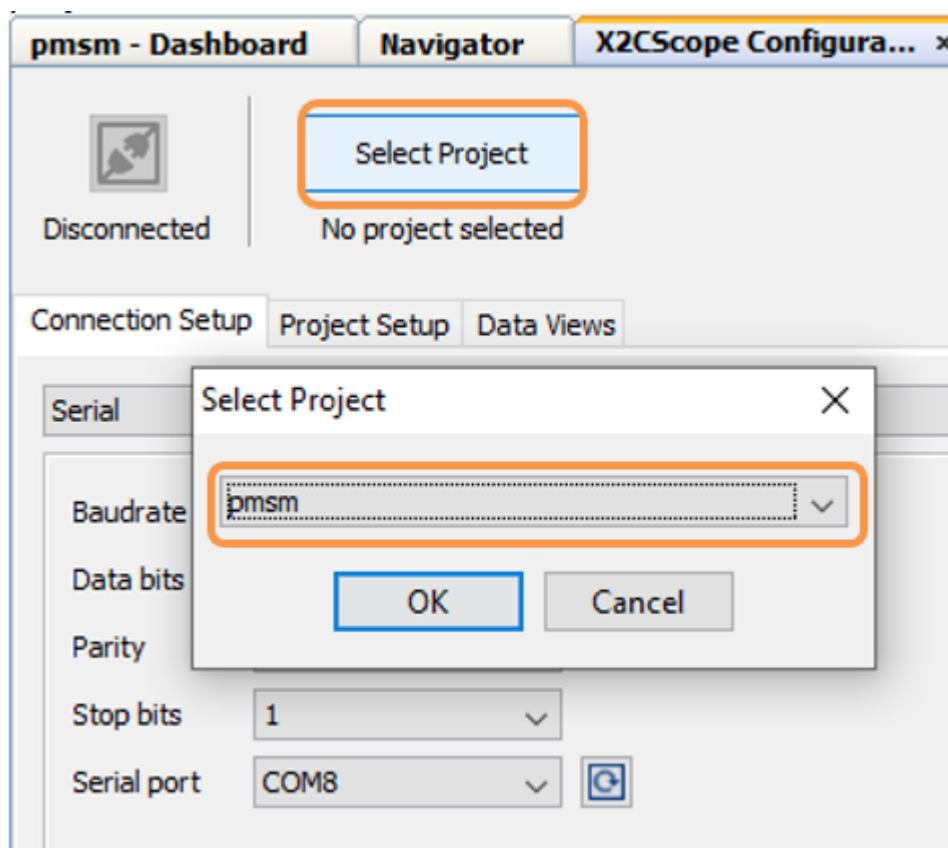 pmsm - Dashboard
Navigator
X2CScope Configura... ×
Select Project
Disconnected
No project selected
Connection Setup
Project Setup
Data Views
Serial
Select Project
pmsm
OK
Cancel
Baudrate
Data bits
Parity
Stop bits
1
Serial port
COM8